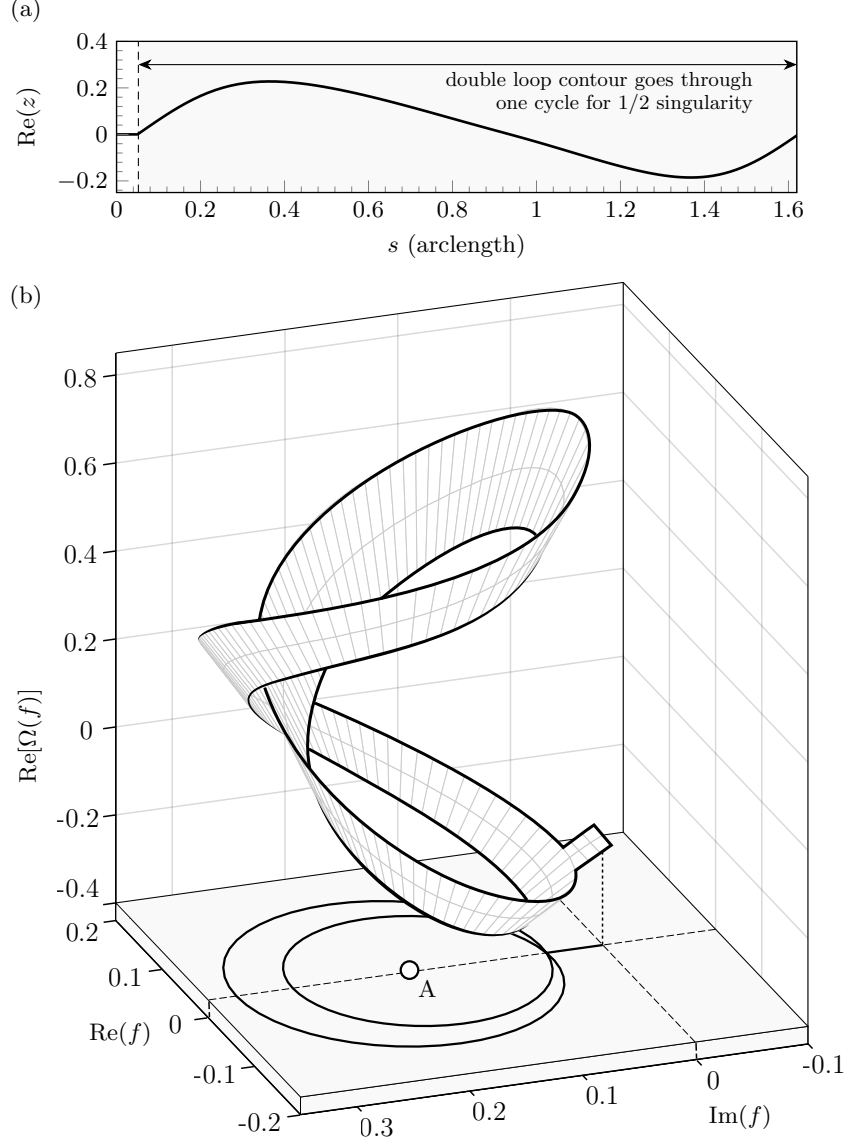 (a)
0.4
0.2
0
−0.2
Re(z)
double loop contour goes through
one cycle for 1/2 singularity
0 0.2 0.4 0.6 0.8 1 1.2 1.4 1.6
s (arclength)
(b)
0.8
0.6
0.4
0.2
0
-0.2
-0.4
Re[Ω(f)]
0.2
0.1
0
-0.1
-0.2
Re(f)
A
0.3
0.2
0.1
0
-0.1
Im(f)